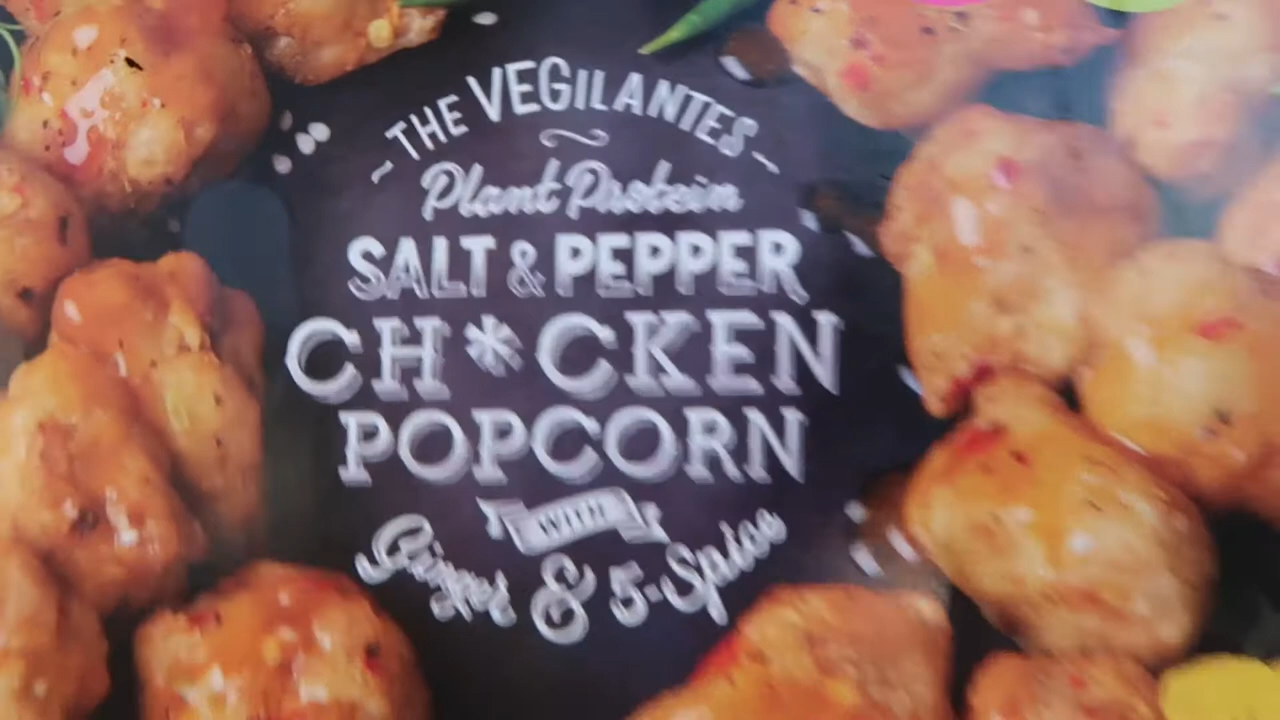 THE VEGILANTES
Plant Protein
SALT & PEPPER
CH*CKEN
POPCORN
WITH
Ginger & 5-Spice